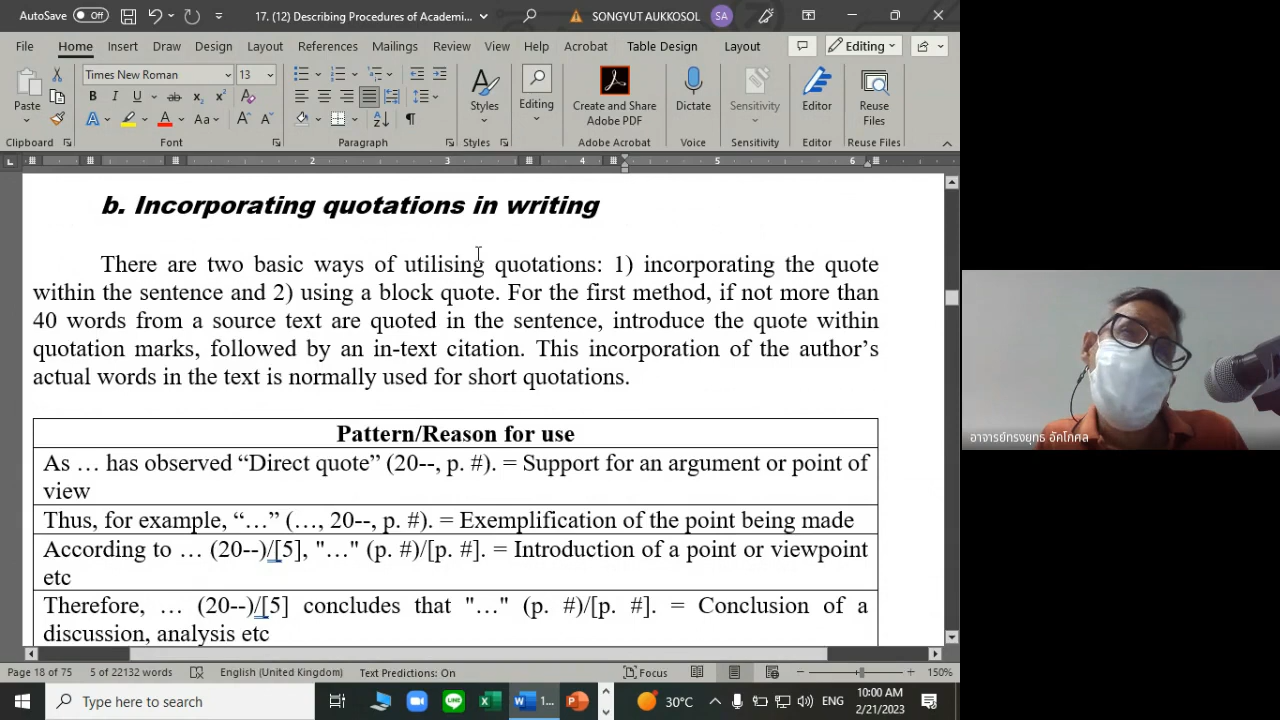 AutoSave Off 17. (12) Describing Procedures of Academi... SONGYUT AUKKOSOL SA
File Home Insert Draw Design Layout References Mailings Review View Help Acrobat Table Design Layout Editing
Times New Roman 13
Paste Styles Editing Create and Share Adobe PDF Dictate Sensitivity Editor Reuse Files
Clipboard Font Paragraph Styles Adobe Acrobat Voice Sensitivity Editor Reuse Files
2 3 4 5 6
b. Incorporating quotations in writing
There are two basic ways of utilising quotations: 1) incorporating the quote
within the sentence and 2) using a block quote. For the first method, if not more than
40 words from a source text are quoted in the sentence, introduce the quote within
quotation marks, followed by an in-text citation. This incorporation of the author’s
actual words in the text is normally used for short quotations.
Pattern/Reason for use
As … has observed “Direct quote” (20--, p. #). = Support for an argument or point of
view
Thus, for example, “…” (…, 20--, p. #). = Exemplification of the point being made
According to … (20--)/[5], "…" (p. #)/[p. #]. = Introduction of a point or viewpoint
etc
Therefore, … (20--)/[5] concludes that "…" (p. #)/[p. #]. = Conclusion of a
discussion, analysis etc
อาจารย์ทรงยุทธ อัคโกศล
Page 18 of 75 5 of 22132 words English (United Kingdom) Text Predictions: On Focus 150%
Type here to search 1... 30°C ENG 10:00 AM
2/21/2023